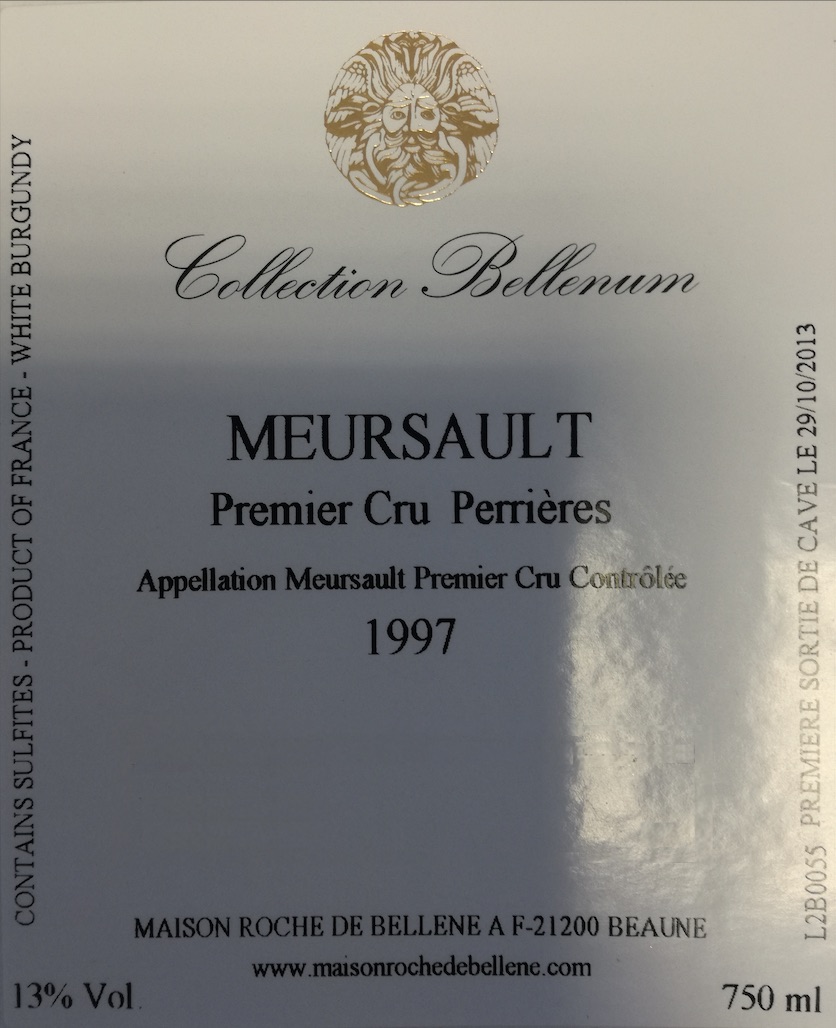 Collection Bellenum
MEURSAULT
Premier Cru Perrières
Appellation Meursault Premier Cru Contrôlée
1997
MAISON ROCHE DE BELLENE A F-21200 BEAUNE
www.maisonrochedebellene.com
13% Vol.
750 ml
CONTAINS SULFITES - PRODUCT OF FRANCE - WHITE BURGUNDY
L2B0055 PREMIERE SORTIE DE CAVE LE 29/10/2013